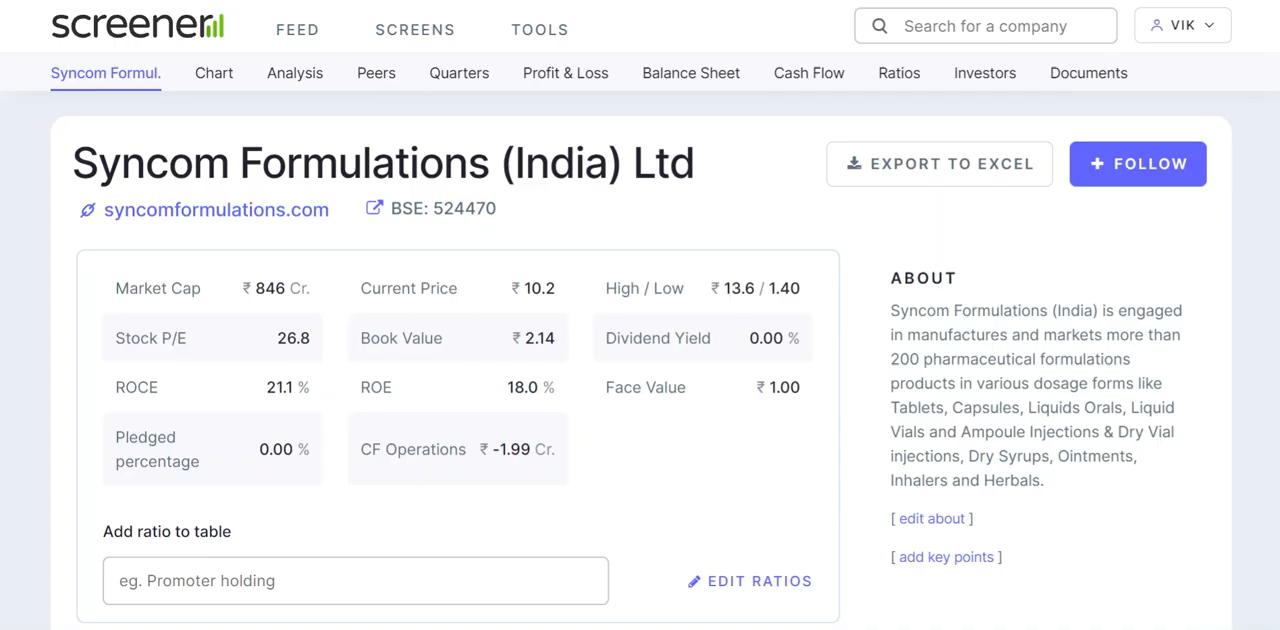 screener
FEED
SCREENS
TOOLS
Search for a company
VIK
Syncom Formul.
Chart
Analysis
Peers
Quarters
Profit & Loss
Balance Sheet
Cash Flow
Ratios
Investors
Documents
Syncom Formulations (India) Ltd
EXPORT TO EXCEL
+ FOLLOW
syncomformulations.com
BSE: 524470
Market Cap ₹ 846 Cr.
Current Price ₹ 10.2
High / Low ₹ 13.6 / 1.40
Stock P/E 26.8
Book Value ₹ 2.14
Dividend Yield 0.00 %
ROCE 21.1 %
ROE 18.0 %
Face Value ₹ 1.00
Pledged
percentage 0.00 %
CF Operations ₹ -1.99 Cr.
Add ratio to table
eg. Promoter holding
EDIT RATIOS
ABOUT
Syncom Formulations (India) is engaged
in manufactures and markets more than
200 pharmaceutical formulations
products in various dosage forms like
Tablets, Capsules, Liquids Orals, Liquid
Vials and Ampoule Injections & Dry Vial
injections, Dry Syrups, Ointments,
Inhalers and Herbals.
[ edit about ]
[ add key points ]